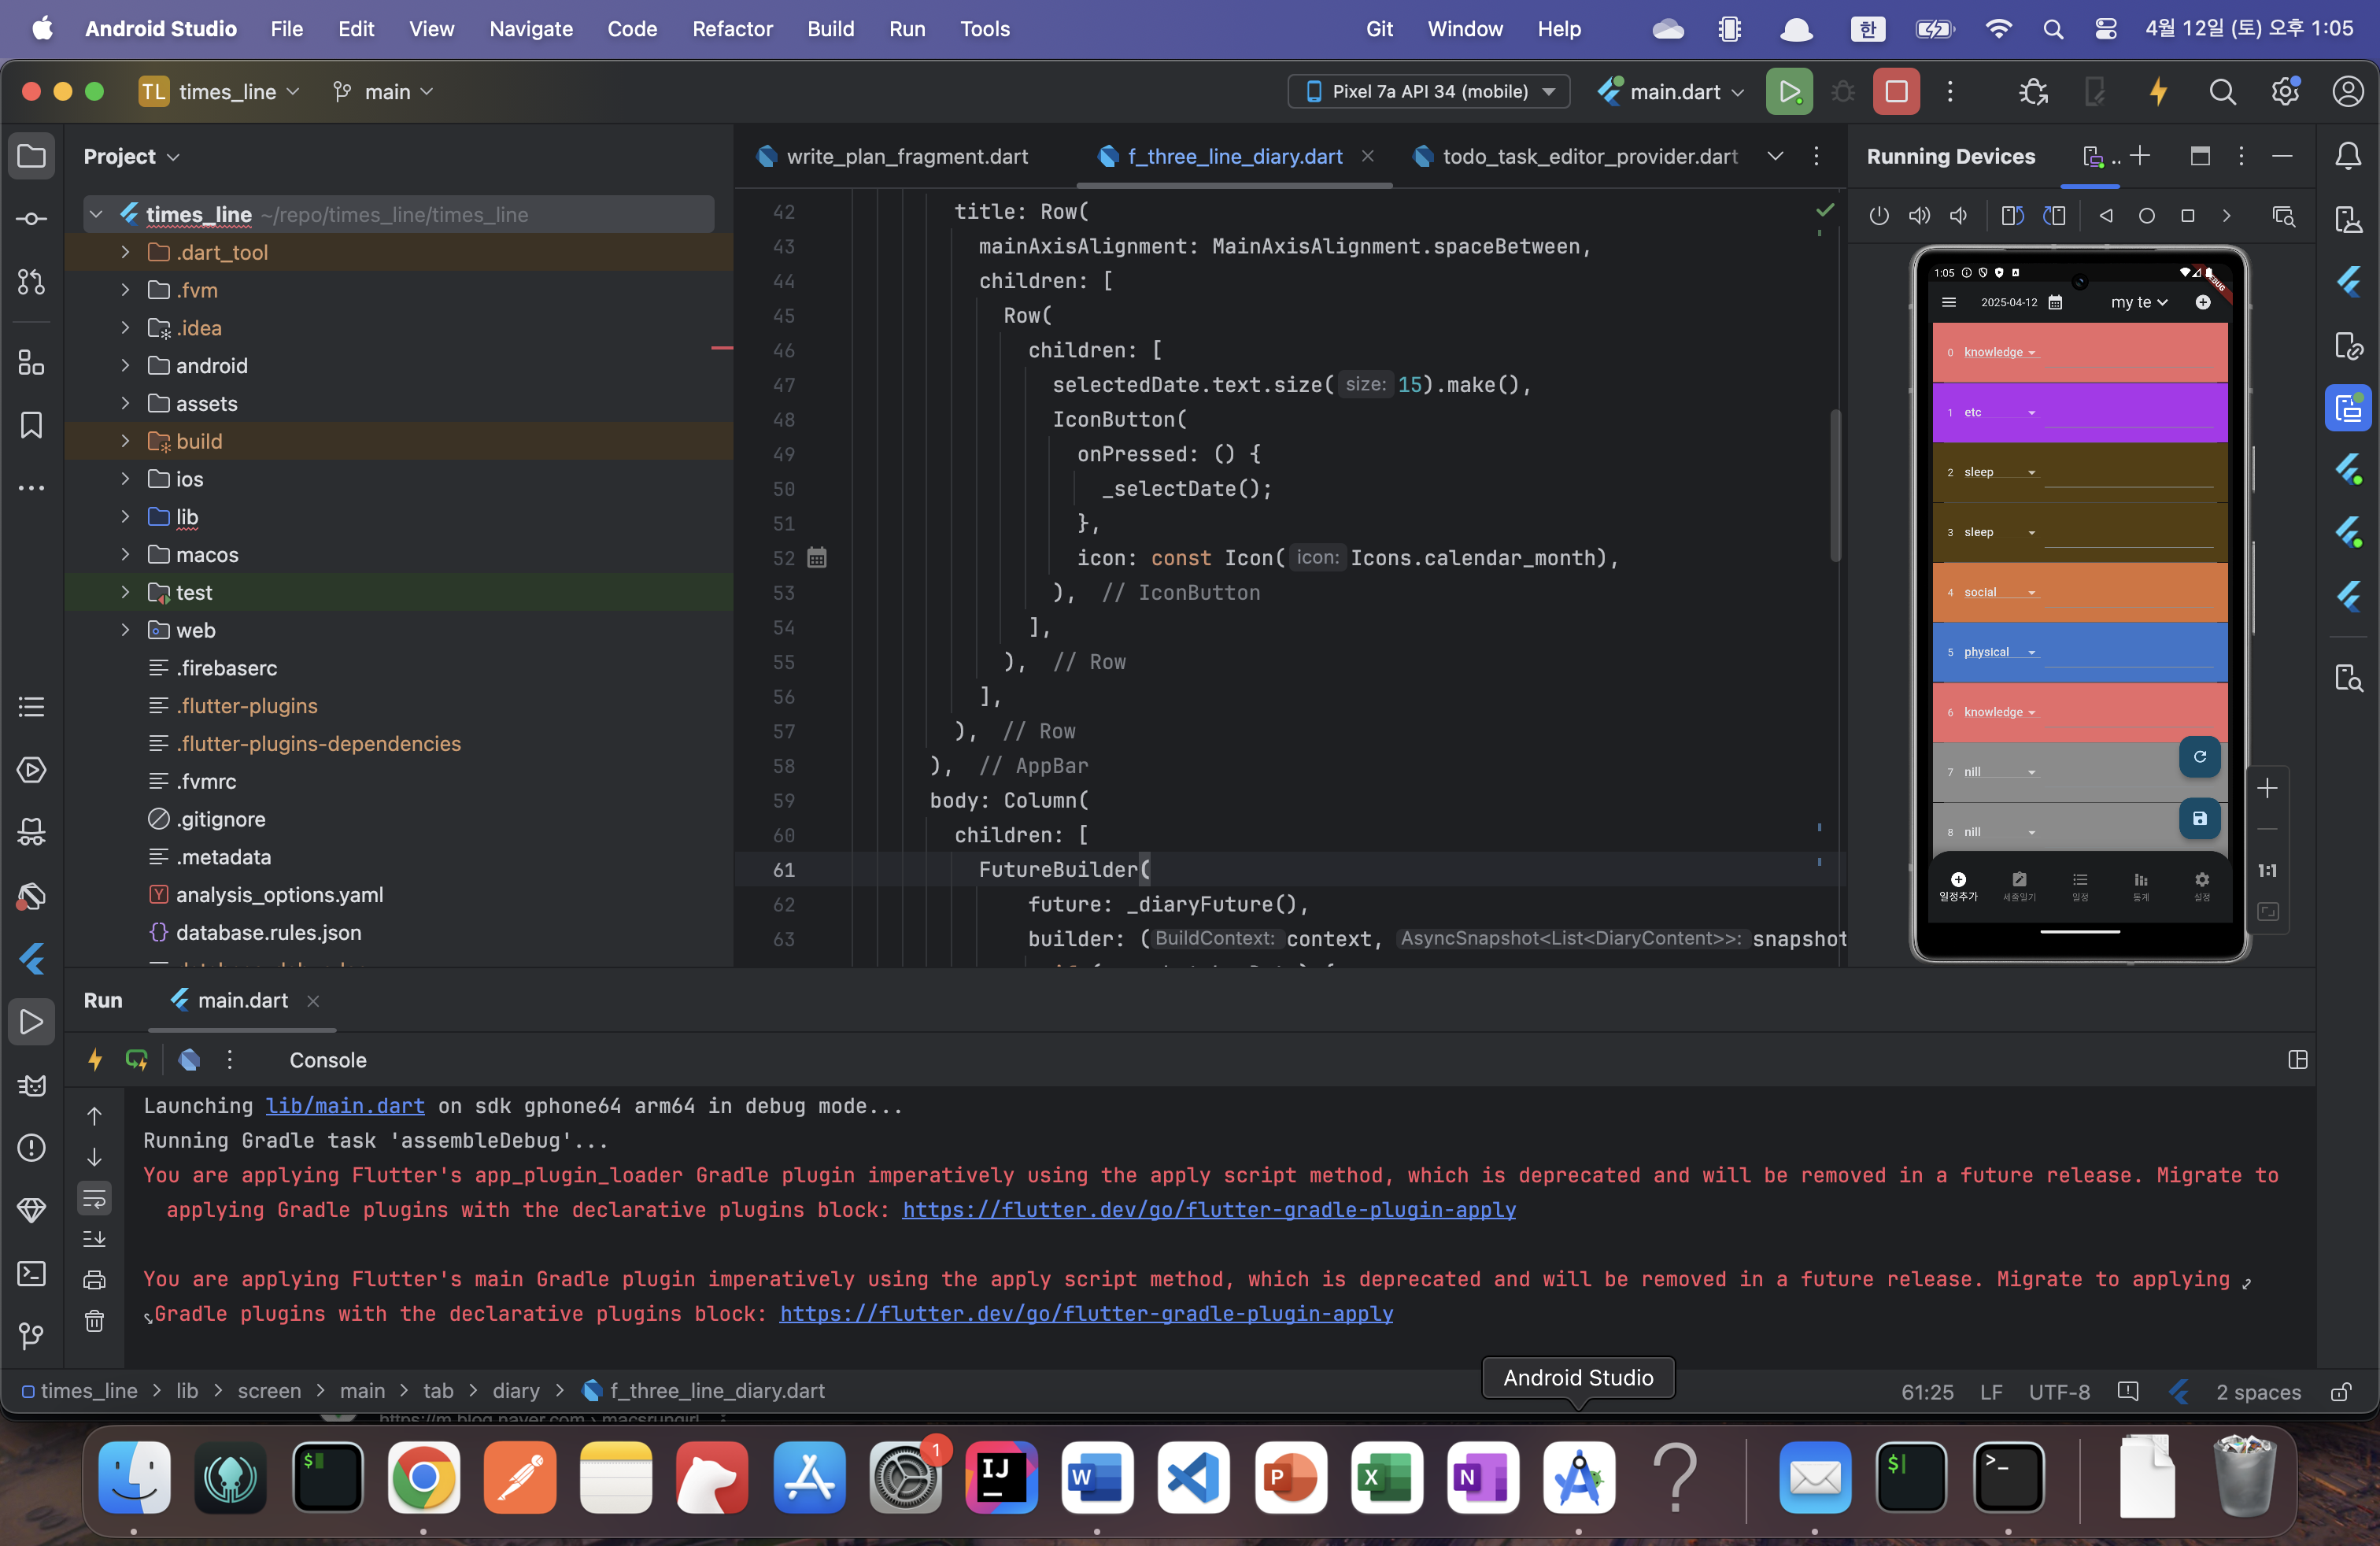 Android Studio File Edit View Navigate Code Refactor Build Run Tools Git Window Help 한 4월 12일 (토) 오후 1:05
TL times_line main Pixel 7a API 34 (mobile) main.dart
Project
write_plan_fragment.dart f_three_line_diary.dart todo_task_editor_provider.dart
Running Devices
times_line ~/repo/times_line/times_line
.dart_tool
.fvm
.idea
android
assets
build
ios
lib
macos
test
web
.firebaserc
.flutter-plugins
.flutter-plugins-dependencies
.fvmrc
.gitignore
.metadata
analysis_options.yaml
database.rules.json
42 title: Row(
43 mainAxisAlignment: MainAxisAlignment.spaceBetween,
44 children: [
45 Row(
46 children: [
47 selectedDate.text.size( size: 15).make(),
48 IconButton(
49 onPressed: () {
50 _selectDate();
51 },
52 icon: const Icon( icon: Icons.calendar_month),
53 ), // IconButton
54 ],
55 ), // Row
56 ],
57 ), // Row
58 ), // AppBar
59 body: Column(
60 children: [
61 FutureBuilder(
62 future: _diaryFuture(),
63 builder: ( BuildContext: context, AsyncSnapshot<List<DiaryContent>>: snapshot
1:05
2025-04-12 my te
0 knowledge
1 etc
2 sleep
3 sleep
4 social
5 physical
6 knowledge
7 nill
8 nill
일정추가 세줄일기 일정 통계 설정
1:1
Run main.dart
Console
Launching lib/main.dart on sdk gphone64 arm64 in debug mode...
Running Gradle task 'assembleDebug'...
You are applying Flutter's app_plugin_loader Gradle plugin imperatively using the apply script method, which is deprecated and will be removed in a future release. Migrate to
applying Gradle plugins with the declarative plugins block: https://flutter.dev/go/flutter-gradle-plugin-apply
You are applying Flutter's main Gradle plugin imperatively using the apply script method, which is deprecated and will be removed in a future release. Migrate to applying
Gradle plugins with the declarative plugins block: https://flutter.dev/go/flutter-gradle-plugin-apply
Android Studio
times_line > lib > screen > main > tab > diary > f_three_line_diary.dart 61:25 LF UTF-8 2 spaces
1